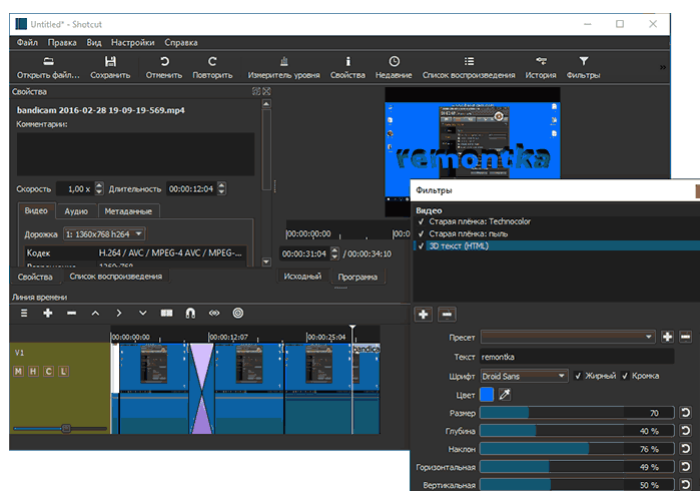 Untitled* - Shotcut
Файл Правка Вид Настройки Справка
Открыть файл... Сохранить Отменить Повторить Измеритель уровня Свойства Недавние Список воспроизведения История Фильтры
Свойства
bandicam 2016-02-28 19-09-19-569.mp4
Комментарии:
remontka
Скорость 1,00 x Длительность 00:00:12:04
Видео Аудио Метаданные
Дорожка 1: 1360x768 h264
Кодек H.264 / AVC / MPEG-4 AVC / MPEG-...
|00:00:00:00 |00:0
00:00:31:04 / 00:00:34:10
Свойства Список воспроизведения
Исходный Программа
Линия времени
|00:00:00:00 |00:00:12:07 |00:00:25:04
V1
M H C L
Фильтры
Видео
Старая плёнка: Technocolor
Старая плёнка: пыль
3D текст (HTML)
Пресет
Текст remontka
Шрифт Droid Sans Жирный Кромка
Цвет
Размер 70
Глубина 40 %
Наклон 76 %
Горизонтальная 49 %
Вертикальная 50 %